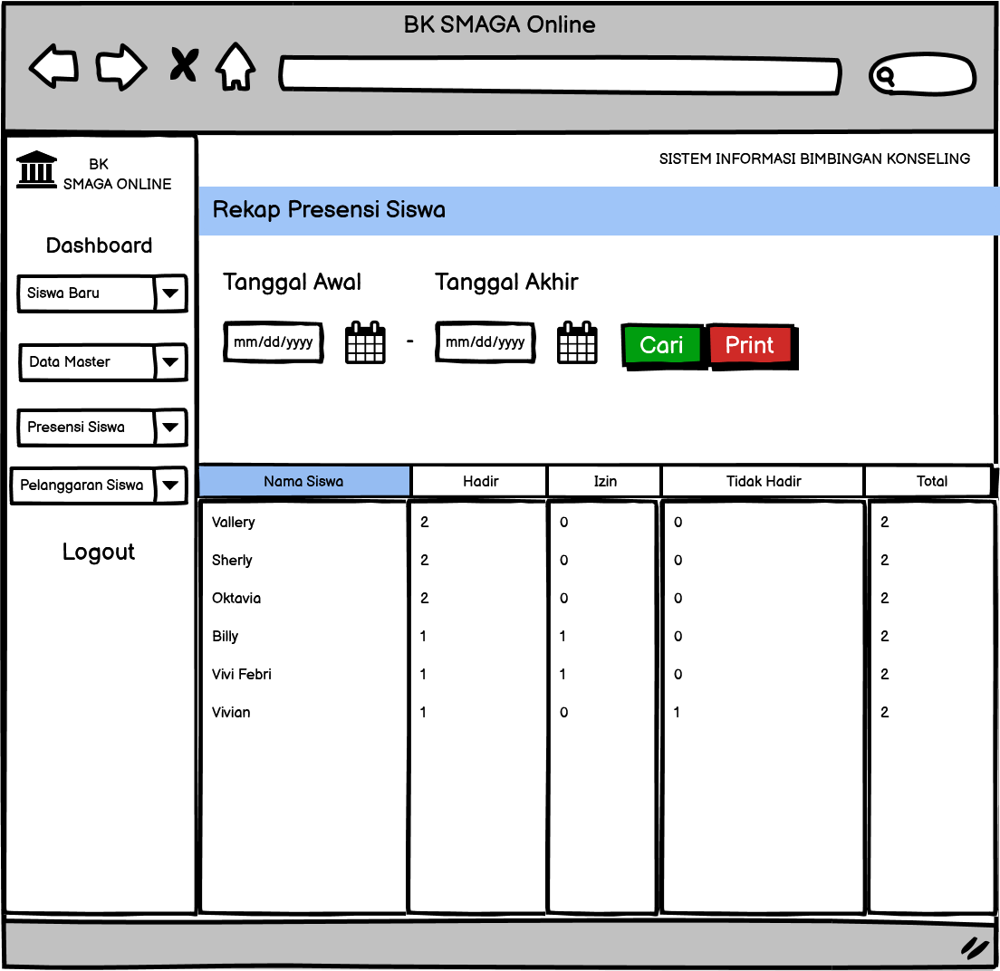 BK SMAGA Online
BK
SMAGA ONLINE
SISTEM INFORMASI BIMBINGAN KONSELING
Rekap Presensi Siswa
Dashboard
Siswa Baru
Data Master
Presensi Siswa
Pelanggaran Siswa
Logout
Tanggal Awal Tanggal Akhir
mm/dd/yyyy - mm/dd/yyyy Cari Print
Nama Siswa Hadir Izin Tidak Hadir Total
Vallery 2 0 0 2
Sherly 2 0 0 2
Oktavia 2 0 0 2
Billy 1 1 0 2
Vivi Febri 1 1 0 2
Vivian 1 0 1 2